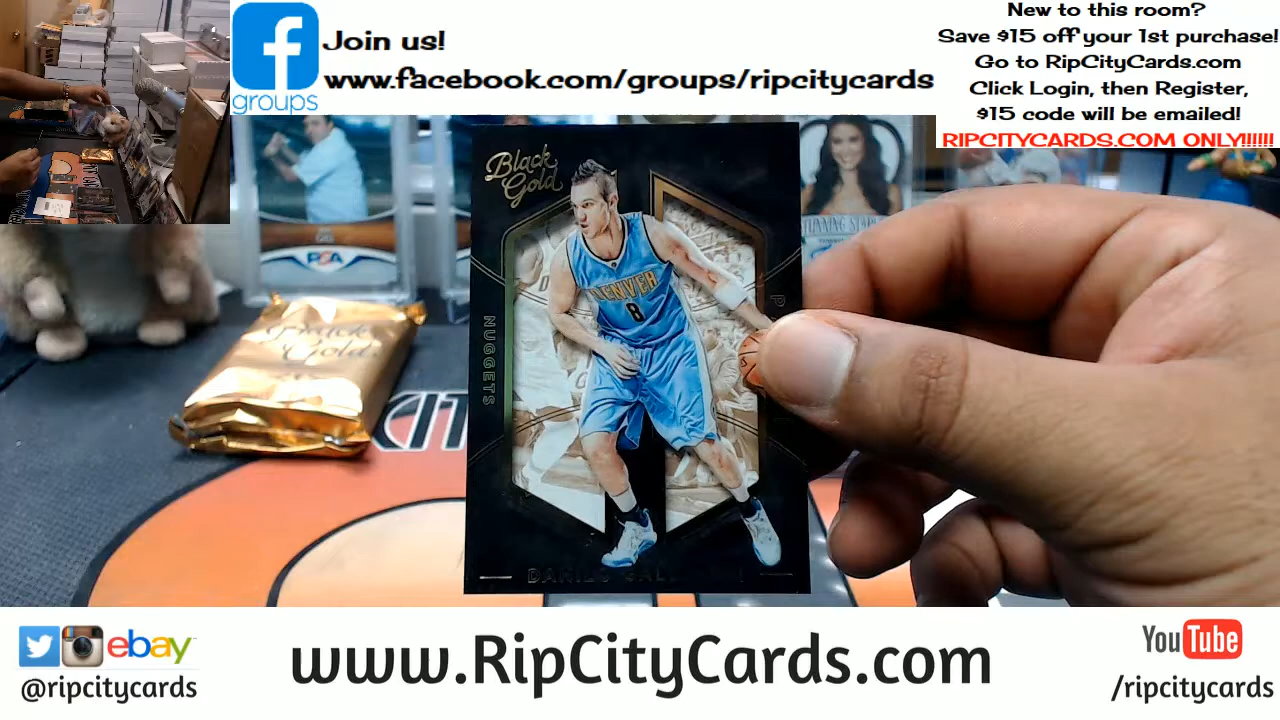 Join us!
www.facebook.com/groups/ripcitycards
groups
New to this room?
Save $15 off your 1st purchase!
Go to RipCityCards.com
Click Login, then Register,
$15 code will be emailed!
RIPCITYCARDS.COM ONLY!!!!!!
Black
Gold
DENVER
8
NUGGETS
PSA
Black
Gold
ebay
@ripcitycards
www.RipCityCards.com
YouTube
/ripcitycards